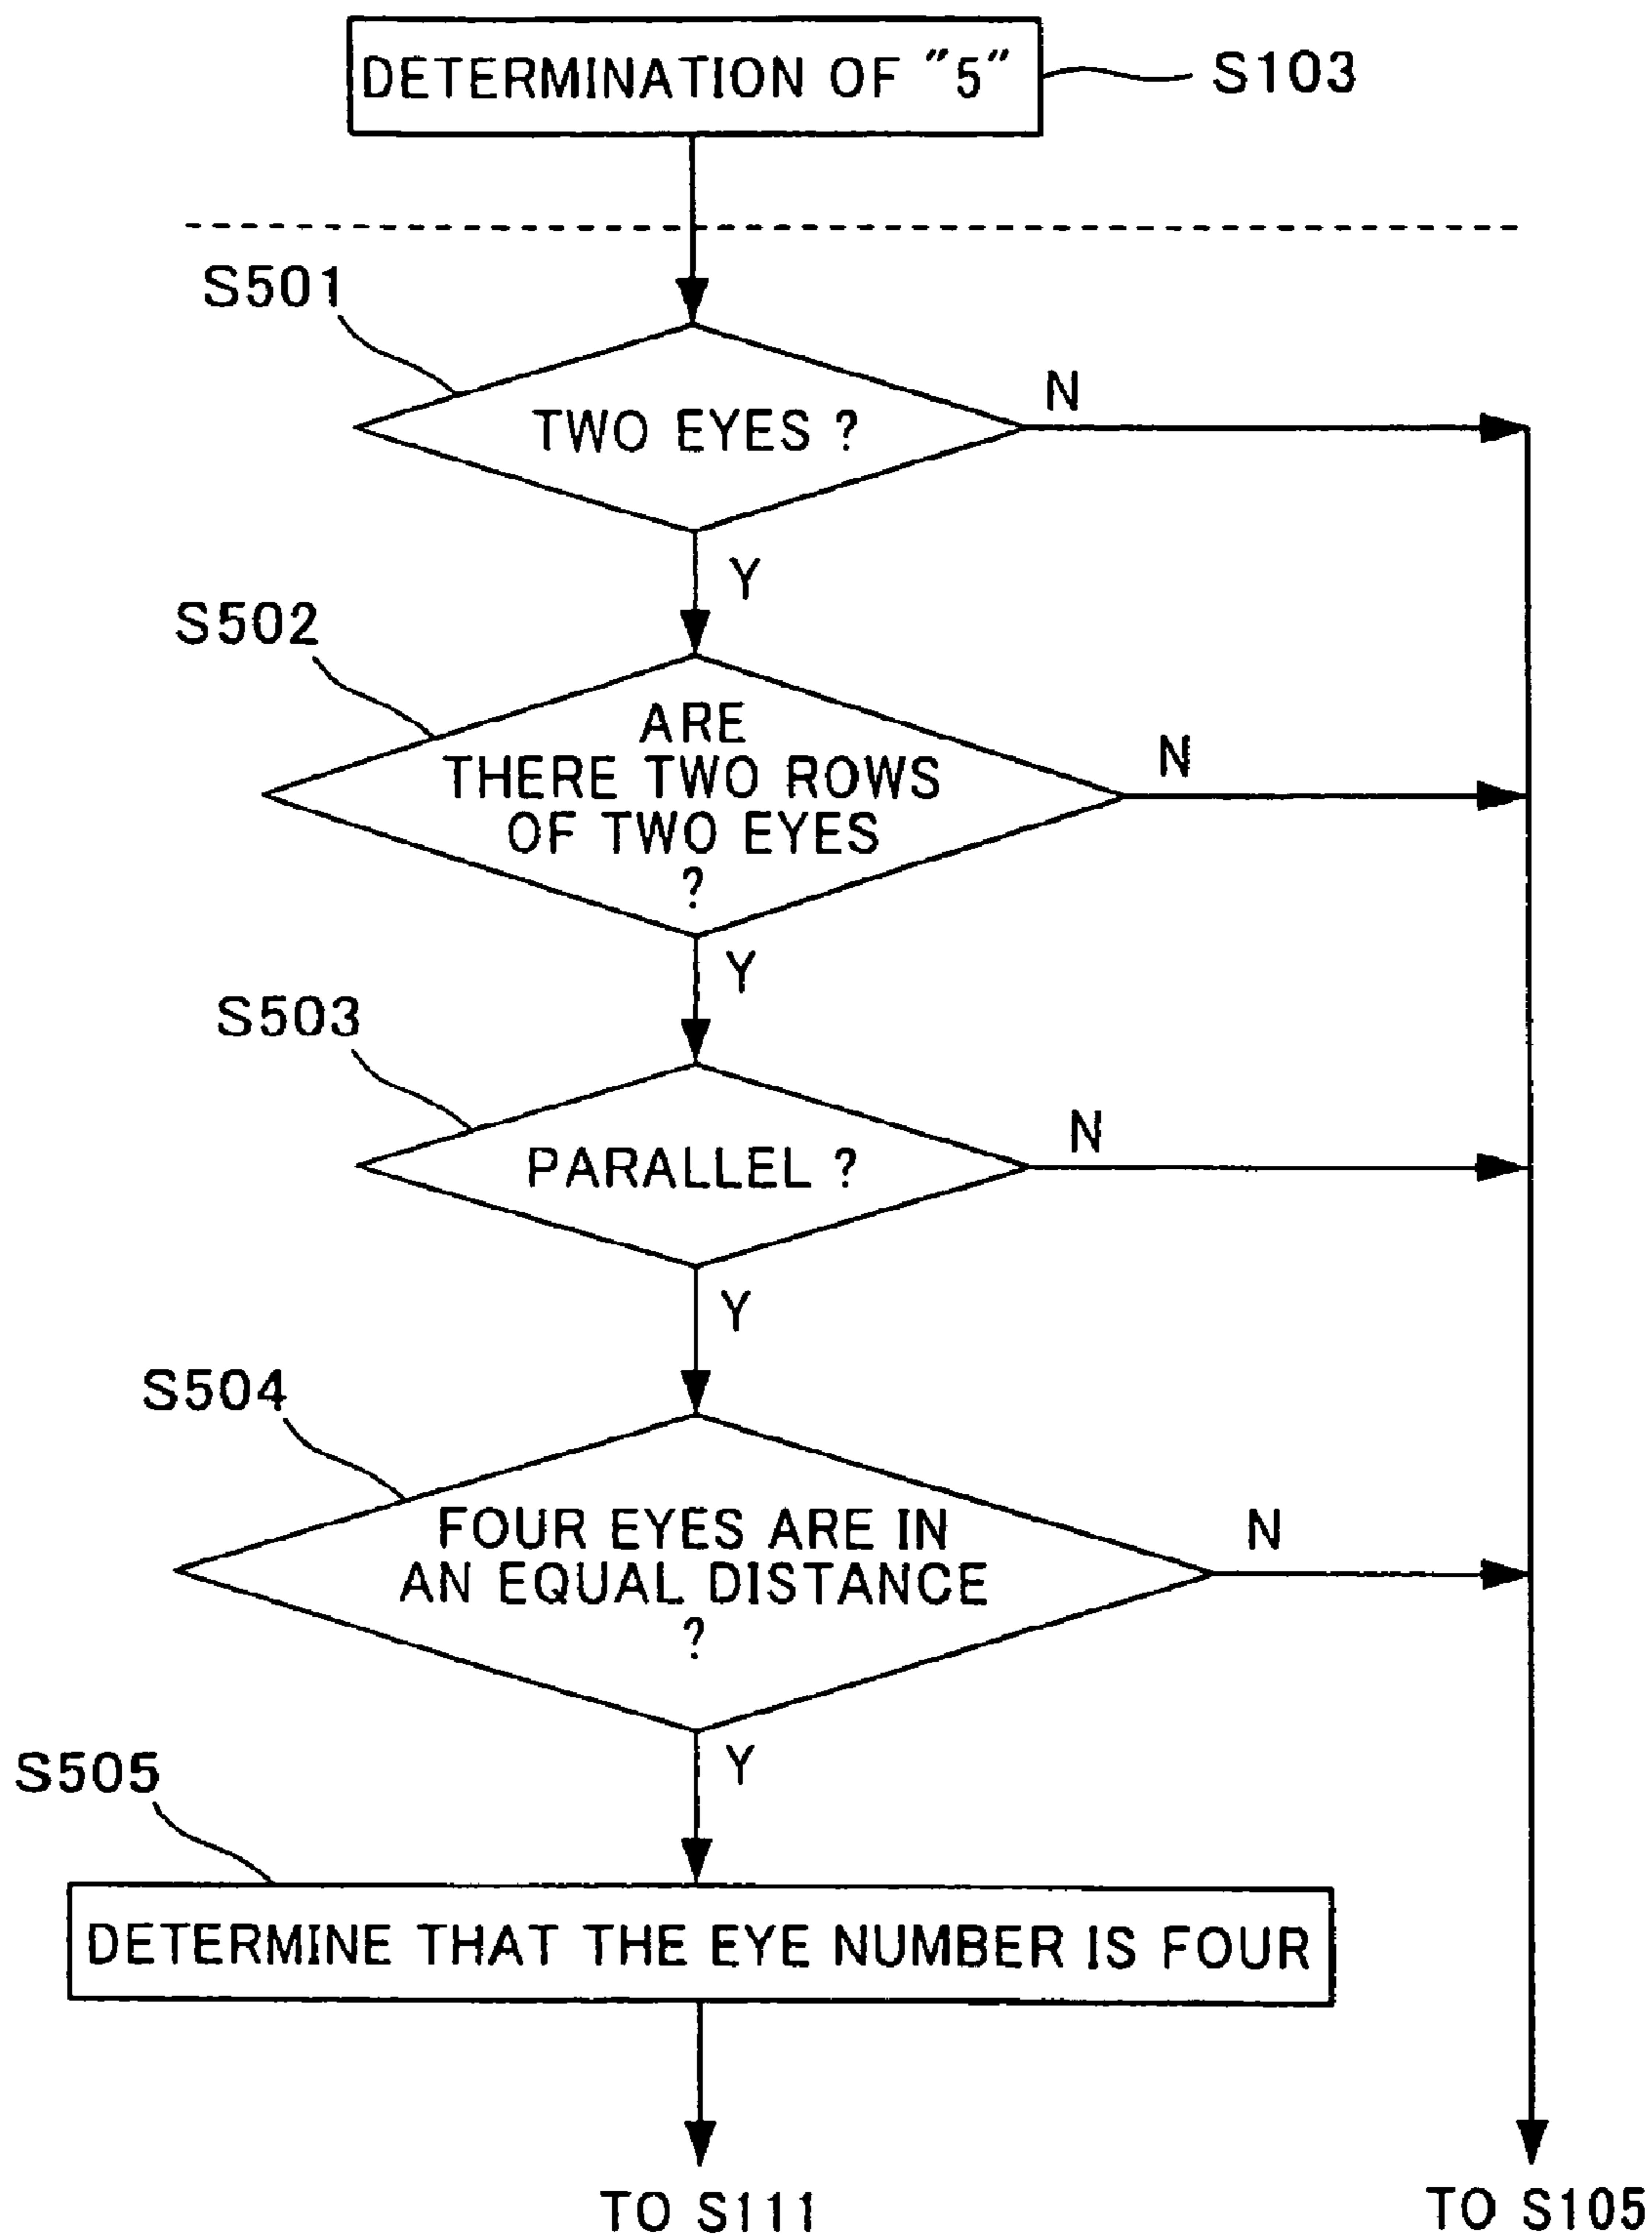 DETERMINATION OF "5"
S103
S501
TWO EYES ?
N
Y
S502
ARE
THERE TWO ROWS
OF TWO EYES
?
N
Y
S503
PARALLEL ?
N
Y
S504
FOUR EYES ARE IN
AN EQUAL DISTANCE
?
N
Y
S505
DETERMINE THAT THE EYE NUMBER IS FOUR
TO S111
TO S105